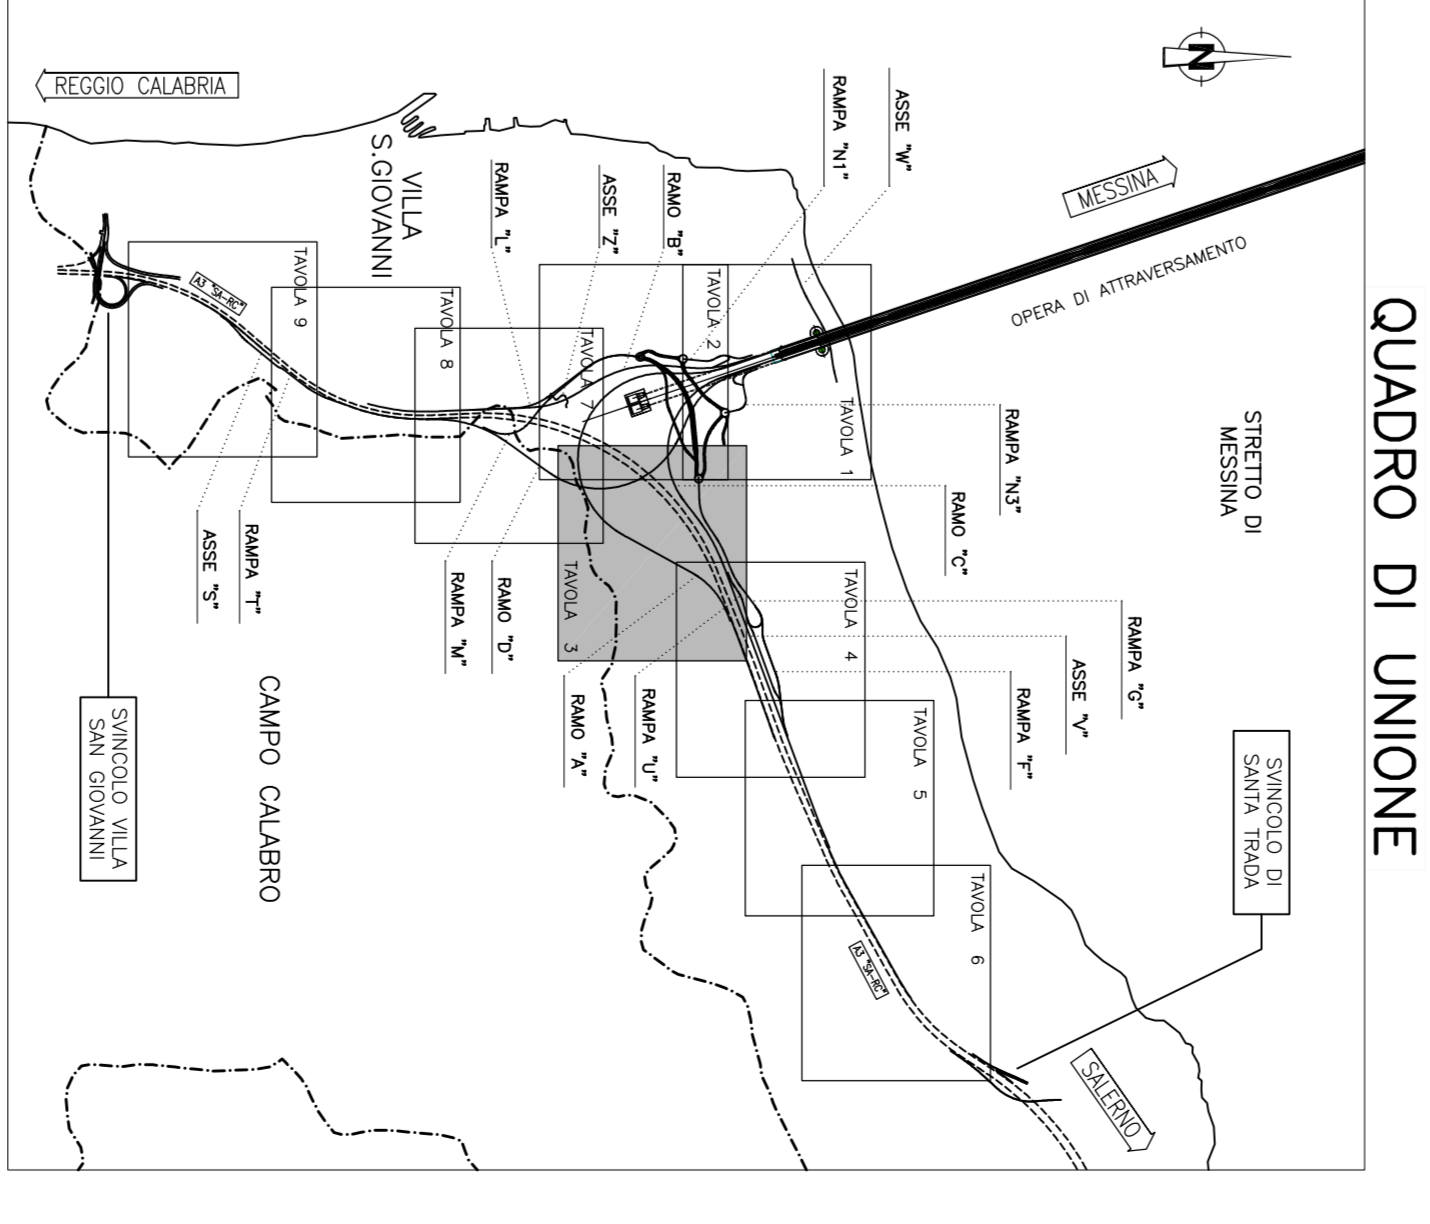 QUADRO DI UNIONE
N
REGGIO CALABRIA
MESSINA
OPERA DI ATTRAVERSAMENTO
STRETTO DI
MESSINA
ASSE "W"
RAMPA "N1"
RAMO "B"
ASSE "Z"
RAMPA "L"
VILLA
S.GIOVANNI
TAVOLA 1
TAVOLA 2
TAVOLA 7
TAVOLA 8
TAVOLA 9
A3 "SA-RC"
RAMPA "N3"
RAMO "C"
TAVOLA 3
TAVOLA 4
TAVOLA 5
TAVOLA 6
RAMPA "G"
ASSE "V"
RAMPA "F"
RAMPA "U"
RAMO "A"
RAMO "D"
RAMPA "M"
RAMPA "T"
ASSE "S"
SVINCOLO DI
SANTA TRADA
SVINCOLO VILLA
SAN GIOVANNI
CAMPO CALABRO
A3 "SA-RC"
SALERNO